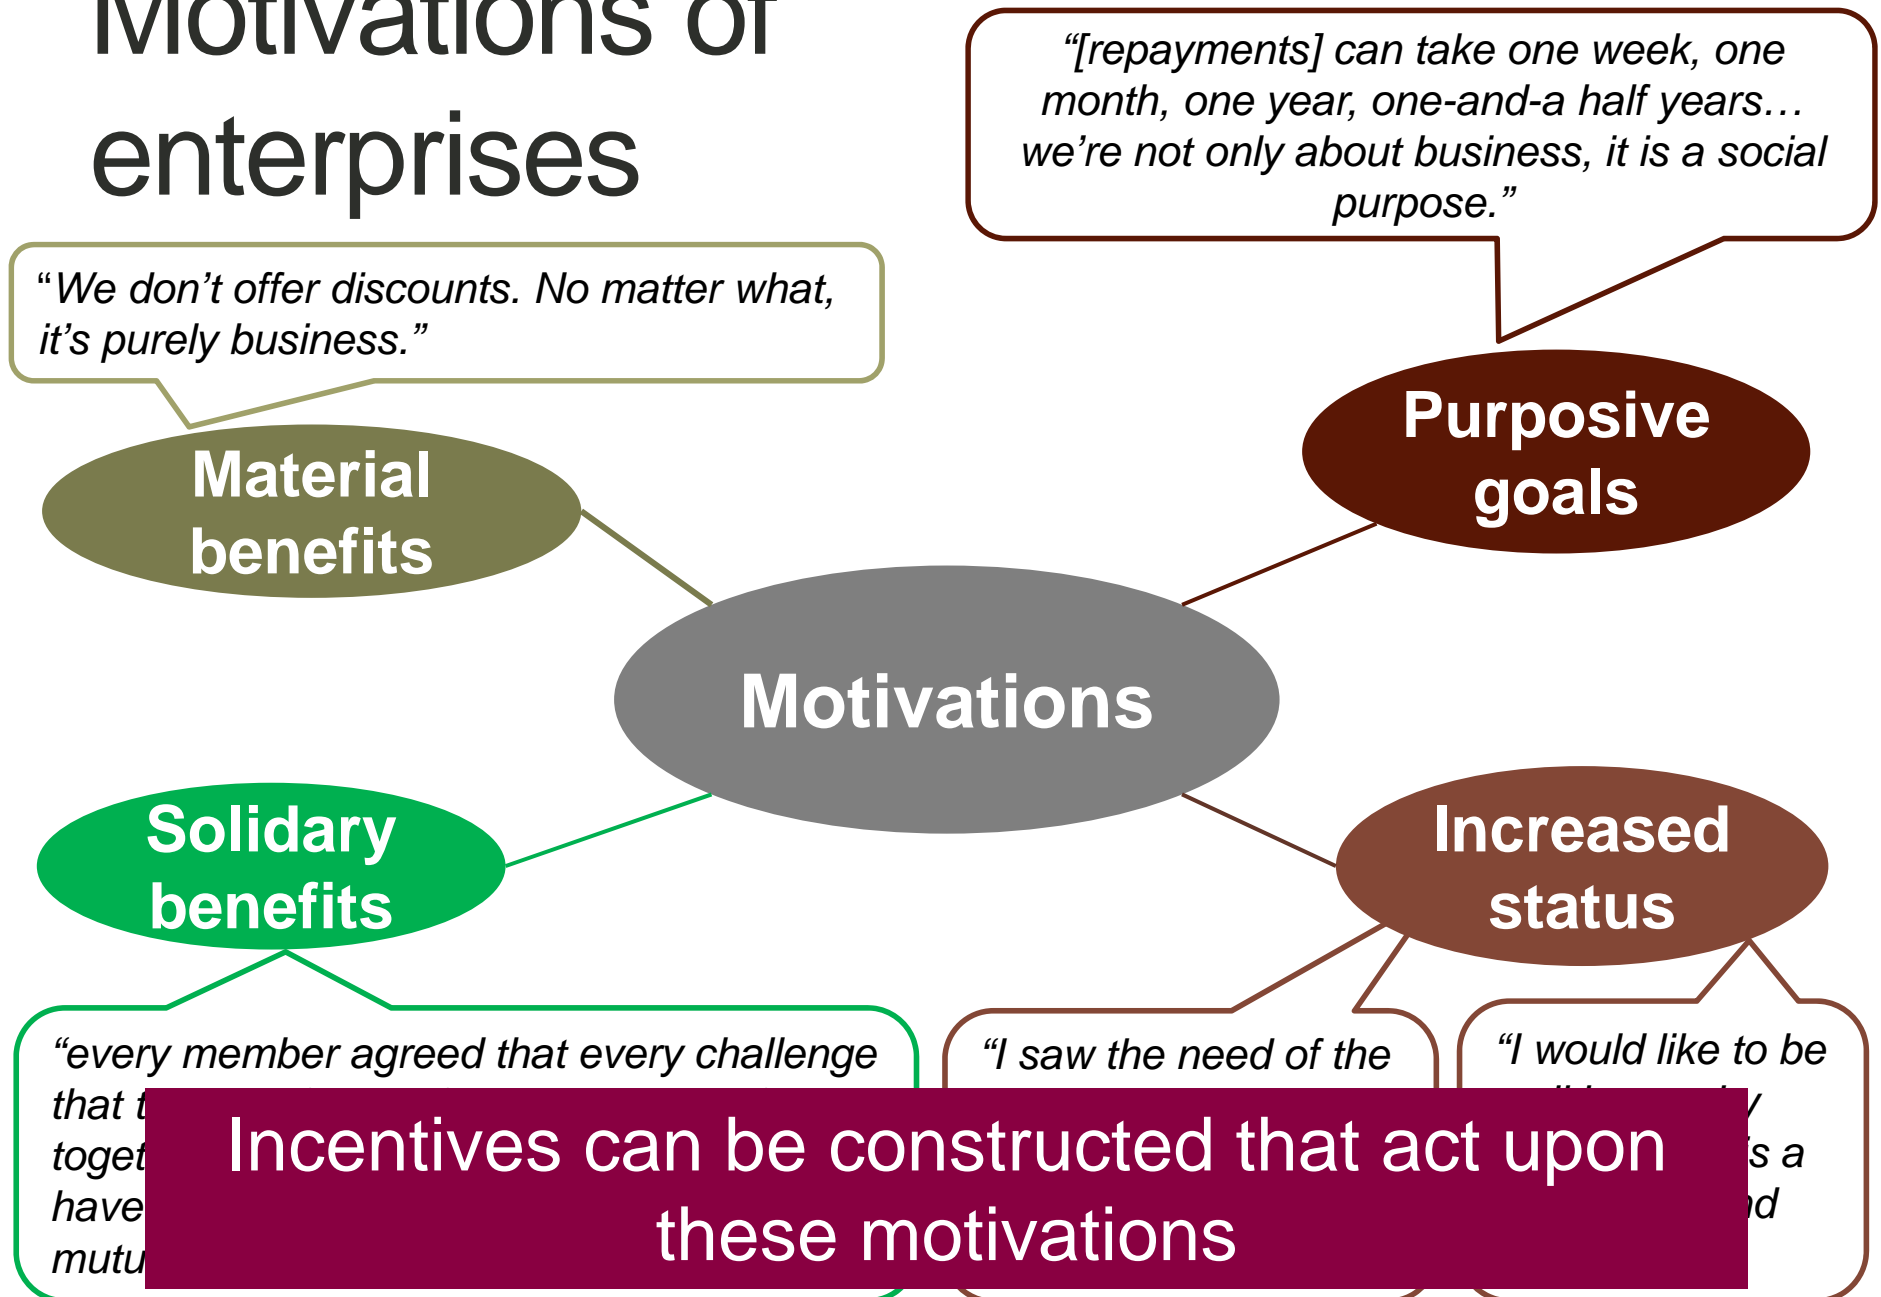 Motivations of
enterprises
“[repayments] can take one week, one
month, one year, one-and-a half years…
we’re not only about business, it is a social
purpose.”
“We don’t offer discounts. No matter what,
it’s purely business.”
Material
benefits
Purposive
goals
Motivations
Solidary
benefits
Increased
status
“every member agreed that every challenge
that
have
“I saw the need of the
“I would like to be
a
Incentives can be constructed that act upon
these motivations